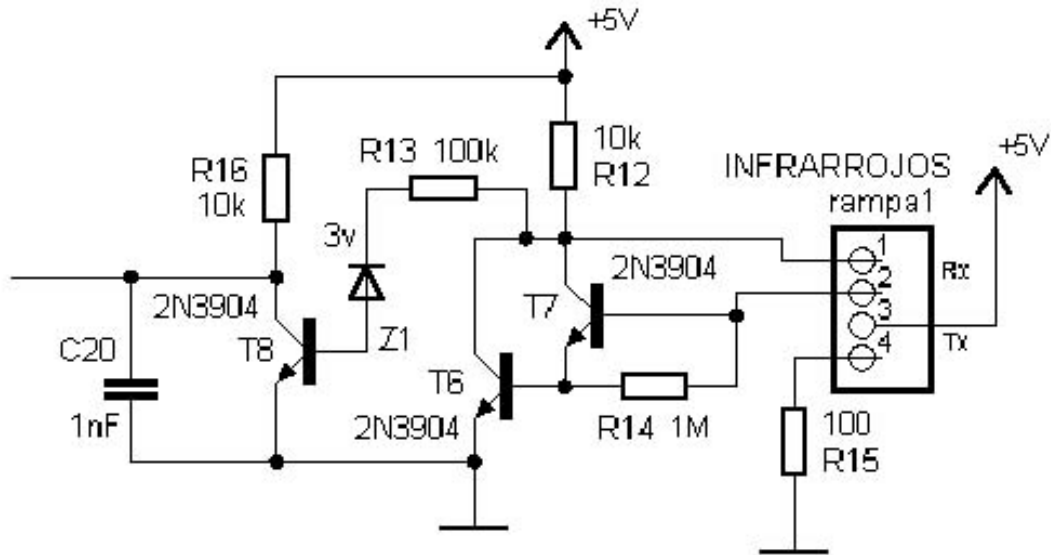 +5V
R16
10k
R13 100k
10k
R12
+5V
INFRARROJOS
rampa1
3v
1
2
3
4
Rx
Tx
2N3904
T8
Z1
2N3904
T7
C20
1nF
T6
2N3904
R14 1M
100
R15